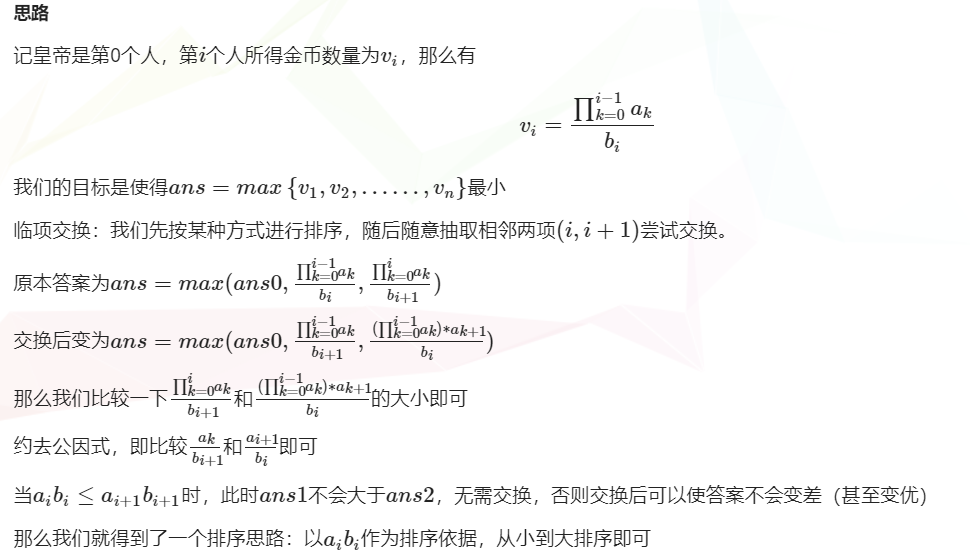 思路
记皇帝是第0个人，第$i$个人所得金币数量为$v_i$，那么有
$v_i = \frac{\prod_{k=0}^{i-1} a_k}{b_i}$
我们的目标是使得$ans = max\{v_1, v_2, ......, v_n\}$最小
临项交换：我们先按某种方式进行排序，随后随意抽取相邻两项$(i, i+1)$尝试交换。
原本答案为$ans = max(ans0, \frac{\prod_{k=0}^{i-1} a_k}{b_i}, \frac{\prod_{k=0}^{i} a_k}{b_{i+1}})$
交换后变为$ans = max(ans0, \frac{\prod_{k=0}^{i-1} a_k}{b_{i+1}}, \frac{(\prod_{k=0}^{i-1} a_k)*a_{k+1}}{b_i})$
那么我们比较一下$\frac{\prod_{k=0}^{i} a_k}{b_{i+1}}$和$\frac{(\prod_{k=0}^{i-1} a_k)*a_{k+1}}{b_i}$的大小即可
约去公因式，即比较$\frac{a_k}{b_{i+1}}$和$\frac{a_{i+1}}{b_i}$即可
当$a_i b_i \leq a_{i+1} b_{i+1}$时，此时$ans1$不会大于$ans2$，无需交换，否则交换后可以使答案不会变差（甚至变优）
那么我们就得到了一个排序思路：以$a_i b_i$作为排序依据，从小到大排序即可